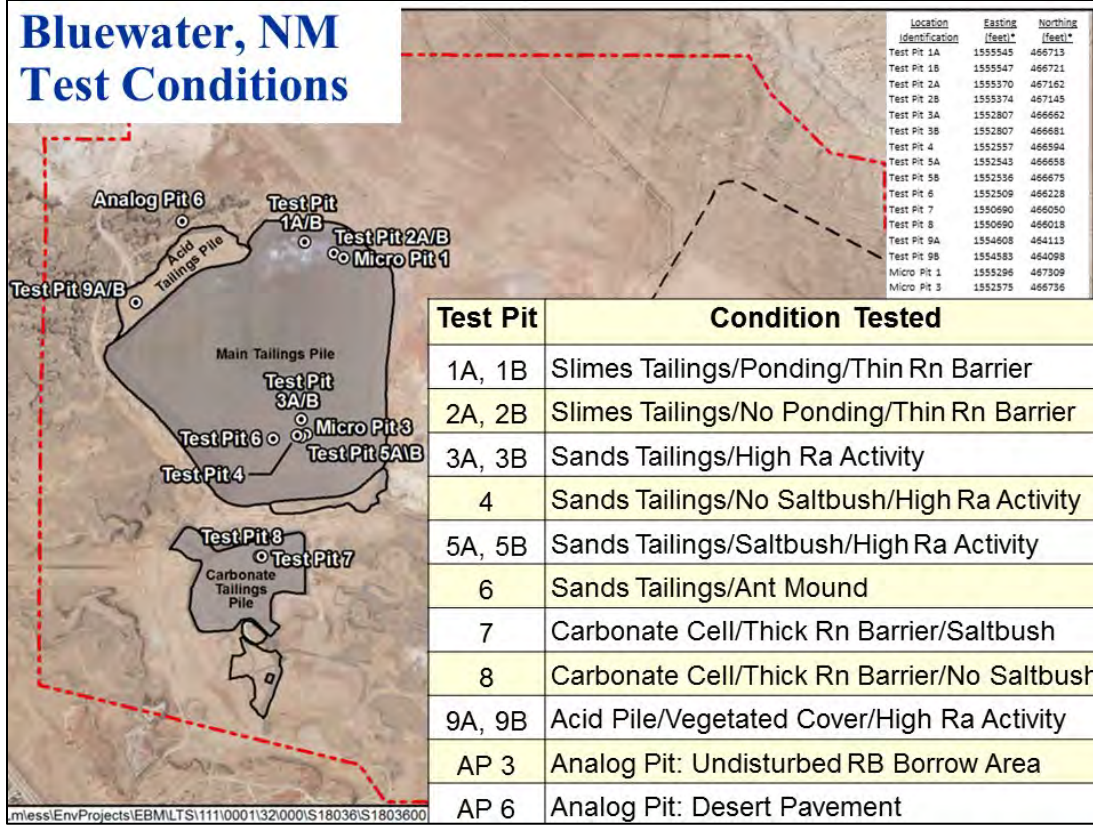 Bluewater, NM
Test Conditions
Location
Identification
Easting
(feet)*
Northing
(feet)*
Test Pit 1A 1555545 466713
Test Pit 1B 1555547 466721
Test Pit 2A 1555370 467162
Test Pit 2B 1555374 467145
Test Pit 3A 1552807 466662
Test Pit 3B 1552807 466681
Test Pit 4 1552557 466594
Test Pit 5A 1552543 466658
Test Pit 5B 1552536 466675
Test Pit 6 1552509 466228
Test Pit 7 1550690 466050
Test Pit 8 1550690 466018
Test Pit 9A 1554608 464113
Test Pit 9B 1554583 464098
Micro Pit 1 1555296 467309
Micro Pit 3 1552575 466736
Analog Pit 6
Test Pit
1A/B
Test Pit 2A/B
Micro Pit 1
Acid
Tailings Pile
Test Pit 9A/B
Main Tailings Pile
Test Pit
3A/B
Micro Pit 3
Test Pit 6
Test Pit 5A\B
Test Pit 4
Test Pit 8
Test Pit 7
Carbonate
Tailings
Pile
Test Pit Condition Tested
1A, 1B Slimes Tailings/Ponding/Thin Rn Barrier
2A, 2B Slimes Tailings/No Ponding/Thin Rn Barrier
3A, 3B Sands Tailings/High Ra Activity
4 Sands Tailings/No Saltbush/High Ra Activity
5A, 5B Sands Tailings/Saltbush/High Ra Activity
6 Sands Tailings/Ant Mound
7 Carbonate Cell/Thick Rn Barrier/Saltbush
8 Carbonate Cell/Thick Rn Barrier/No Saltbush
9A, 9B Acid Pile/Vegetated Cover/High Ra Activity
AP 3 Analog Pit: Undisturbed RB Borrow Area
AP 6 Analog Pit: Desert Pavement
.m\ess\EnvProjects\EBM\LTS\111\0001\32\000\S18036\S1803600